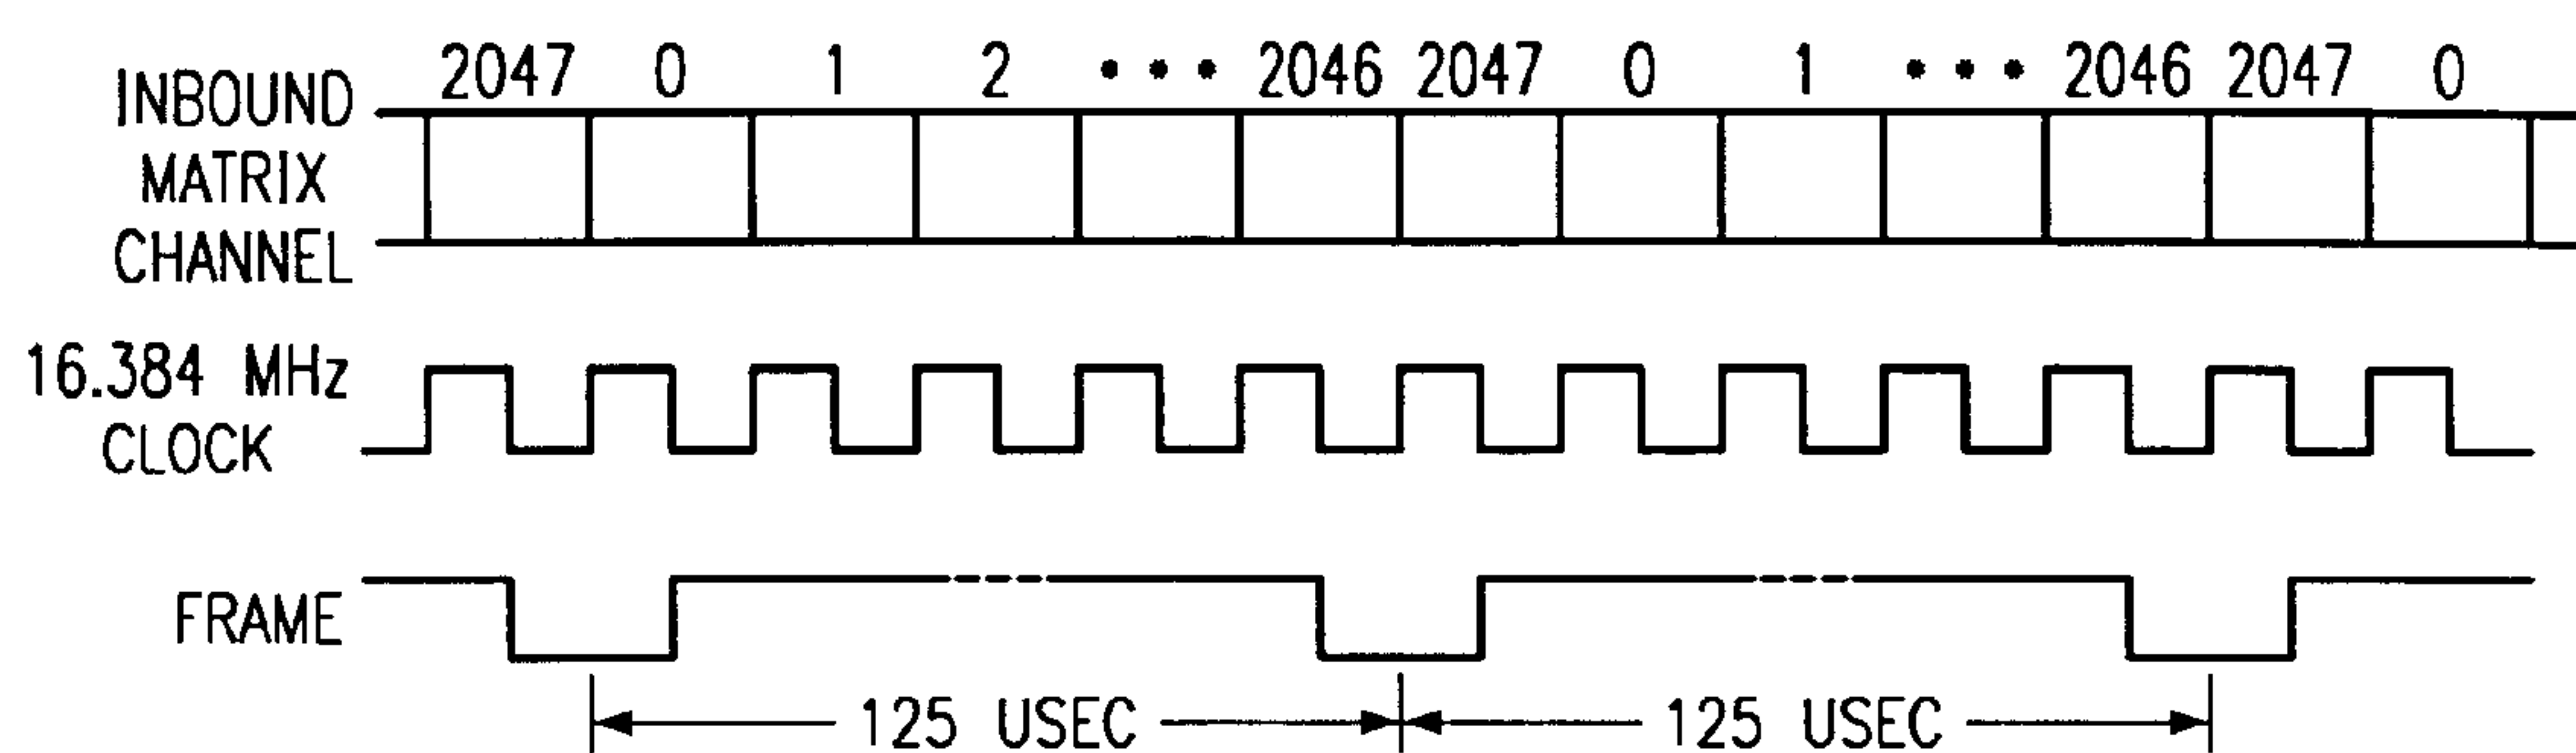 2047 0 1 2 • • • 2046 2047 0 1 • • • 2046 2047 0
INBOUND
MATRIX
CHANNEL
16.384 MHz
CLOCK
FRAME
125 USEC 125 USEC